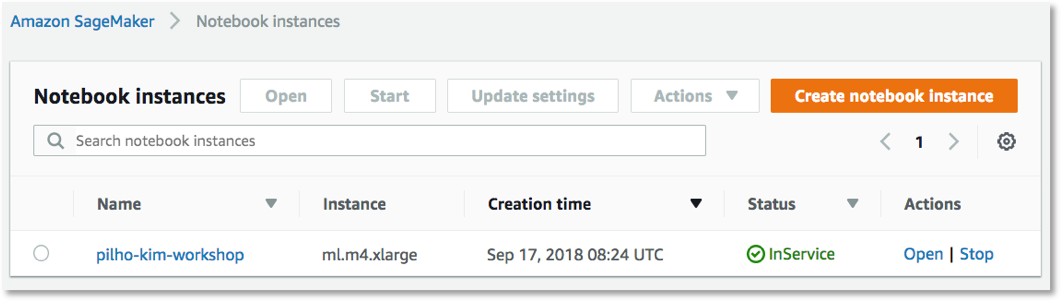 Amazon SageMaker > Notebook instances
Notebook instances Open Start Update settings Actions Create notebook instance
Search notebook instances < 1 >
Name Instance Creation time Status Actions
pilho-kim-workshop ml.m4.xlarge Sep 17, 2018 08:24 UTC InService Open | Stop